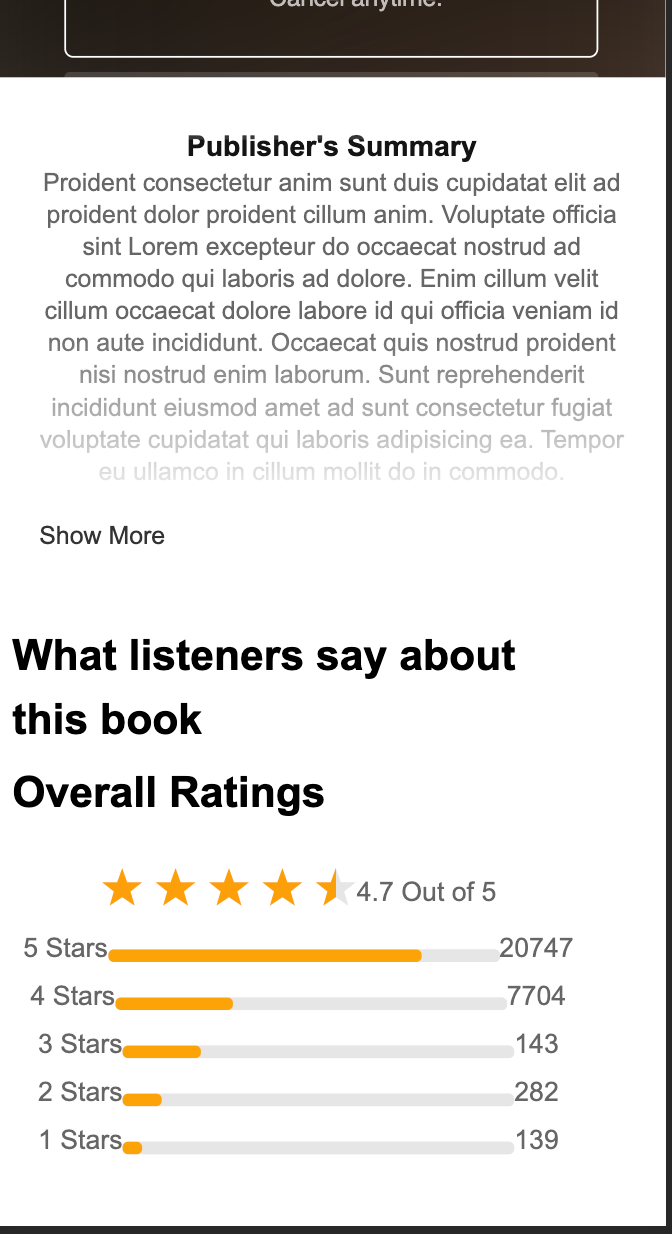 Cancel anytime.
Publisher's Summary
Proident consectetur anim sunt duis cupidatat elit ad
proident dolor proident cillum anim. Voluptate officia
sint Lorem excepteur do occaecat nostrud ad
commodo qui laboris ad dolore. Enim cillum velit
cillum occaecat dolore labore id qui officia veniam id
non aute incididunt. Occaecat quis nostrud proident
nisi nostrud enim laborum. Sunt reprehenderit
incididunt eiusmod amet ad sunt consectetur fugiat
voluptate cupidatat qui laboris adipisicing ea. Tempor
eu ullamco in cillum mollit do in commodo.
Show More
What listeners say about
this book
Overall Ratings
4.7 Out of 5
5 Stars 20747
4 Stars 7704
3 Stars 143
2 Stars 282
1 Stars 139